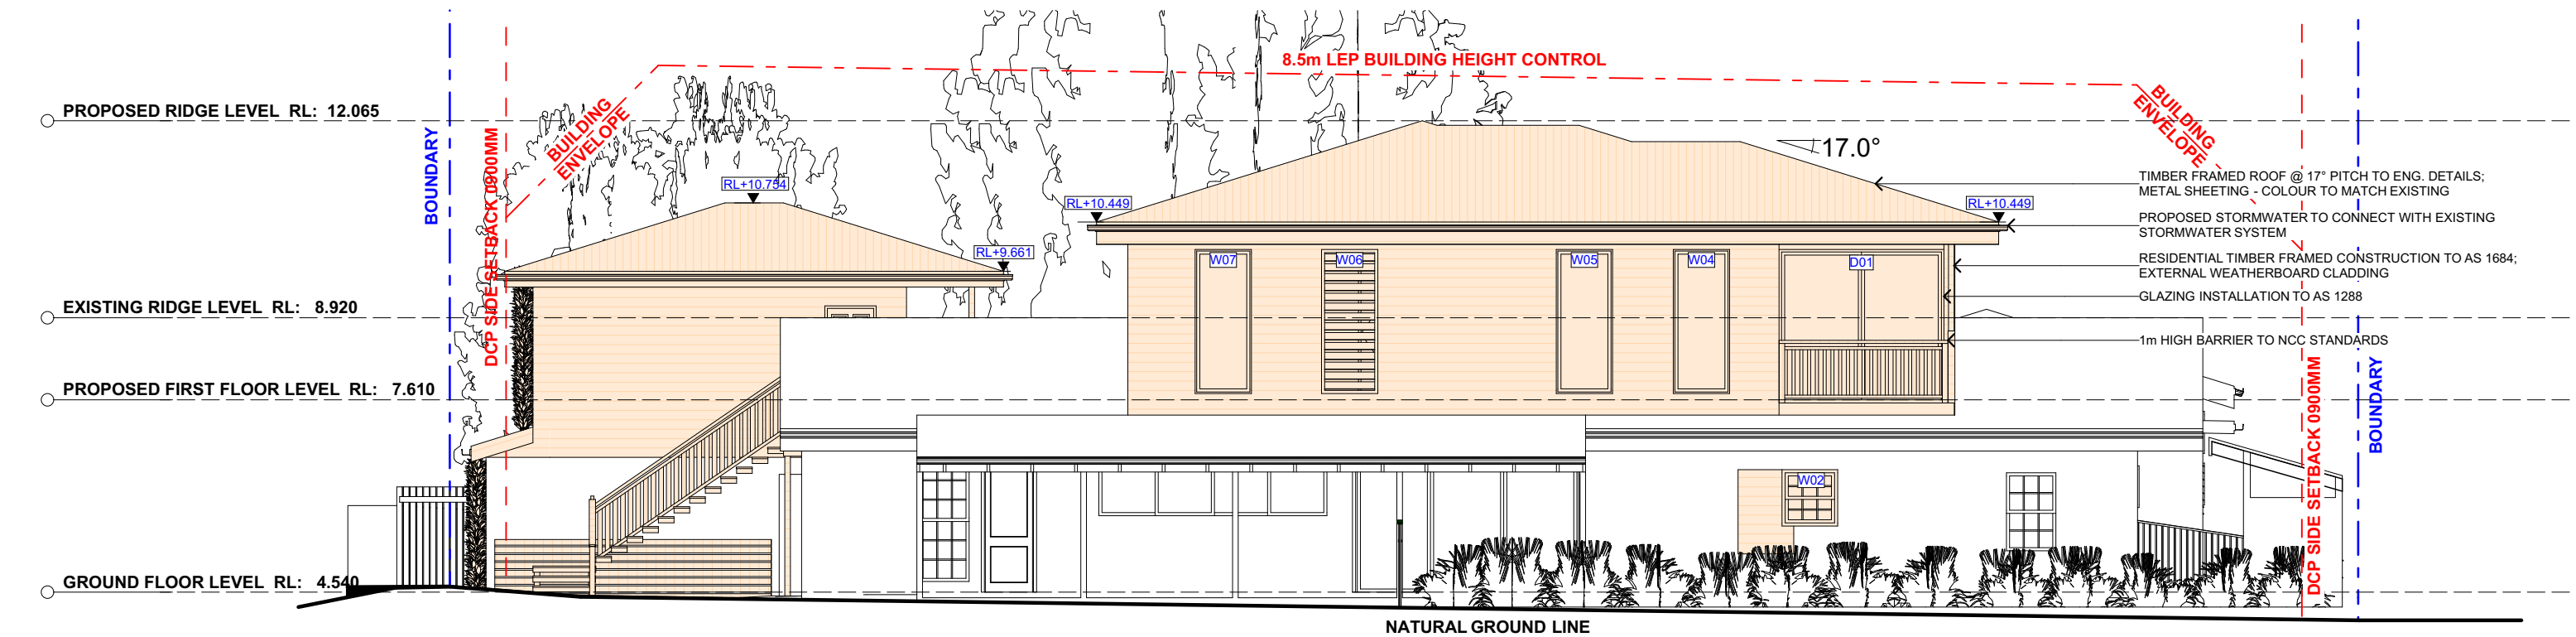 8.5m LEP BUILDING HEIGHT CONTROL
PROPOSED RIDGE LEVEL RL: 12.065
BOUNDARY
DCP SIDE SETBACK 0900MM
BUILDING
ENVELOPE
RL+10.754
RL+9.661
RL+10.449
17.0°
RL+10.449
BUILDING
ENVELOPE
TIMBER FRAMED ROOF @ 17° PITCH TO ENG. DETAILS;
METAL SHEETING - COLOUR TO MATCH EXISTING
PROPOSED STORMWATER TO CONNECT WITH EXISTING
STORMWATER SYSTEM
RESIDENTIAL TIMBER FRAMED CONSTRUCTION TO AS 1684;
EXTERNAL WEATHERBOARD CLADDING
GLAZING INSTALLATION TO AS 1288
1m HIGH BARRIER TO NCC STANDARDS
W07
W06
W05
W04
D01
EXISTING RIDGE LEVEL RL: 8.920
PROPOSED FIRST FLOOR LEVEL RL: 7.610
W02
DCP SIDE SETBACK 0900MM
BOUNDARY
GROUND FLOOR LEVEL RL: 4.540
NATURAL GROUND LINE